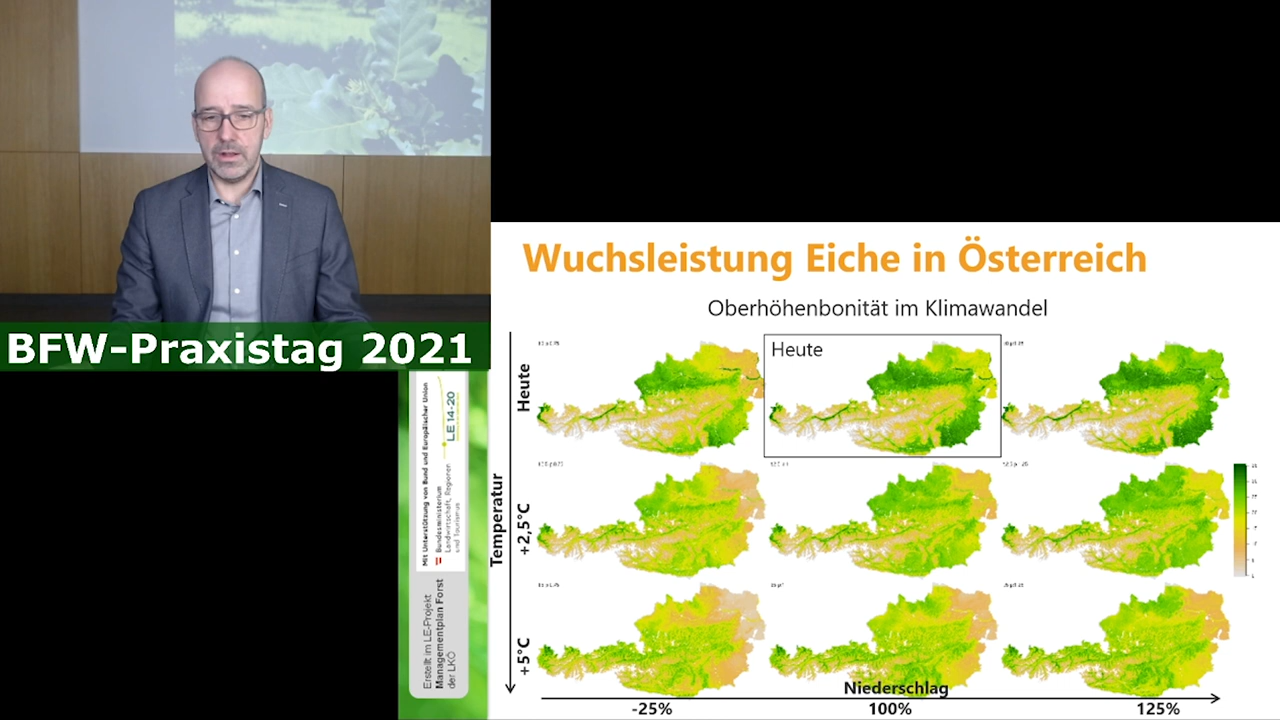 BFW-Praxistag 2021
Mit Unterstützung von Bund und Europäischer Union
Bundesministerium
Landwirtschaft, Regionen
und Tourismus
LE 14-20
Erstellt im LE-Projekt
Managementplan Forst
der LKÖ
Wuchsleistung Eiche in Österreich
Oberhöhenbonität im Klimawandel
Heute
Heute
Temperatur
+2,5°C
+5°C
Niederschlag
-25%
100%
125%